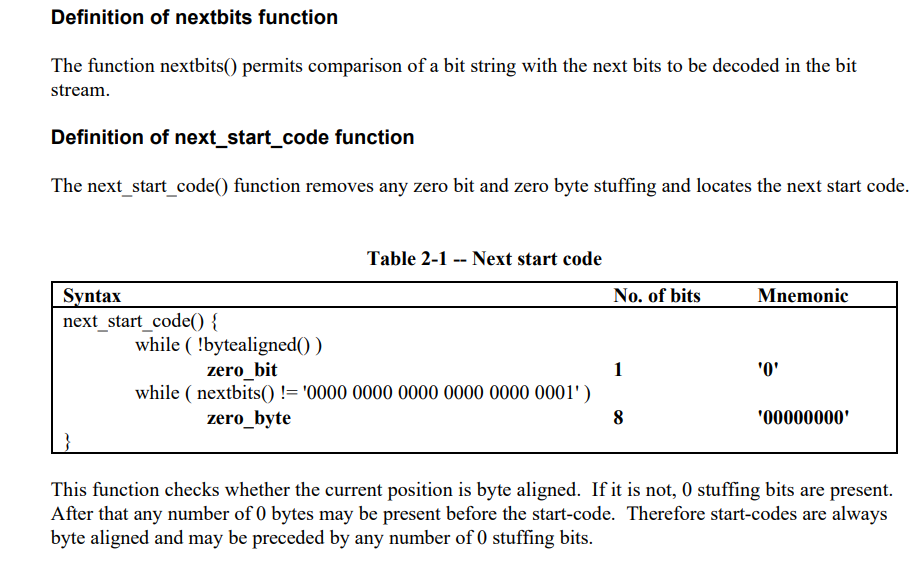 Definition of nextbits function
The function nextbits() permits comparison of a bit string with the next bits to be decoded in the bit
stream.
Definition of next_start_code function
The next_start_code() function removes any zero bit and zero byte stuffing and locates the next start code.
Table 2-1 -- Next start code
Syntax No. of bits Mnemonic
next_start_code() {
while ( !bytealigned() )
zero_bit 1 '0'
while ( nextbits() != '0000 0000 0000 0000 0000 0001' )
zero_byte 8 '00000000'
}
This function checks whether the current position is byte aligned.  If it is not, 0 stuffing bits are present.
After that any number of 0 bytes may be present before the start-code.  Therefore start-codes are always
byte aligned and may be preceded by any number of 0 stuffing bits.